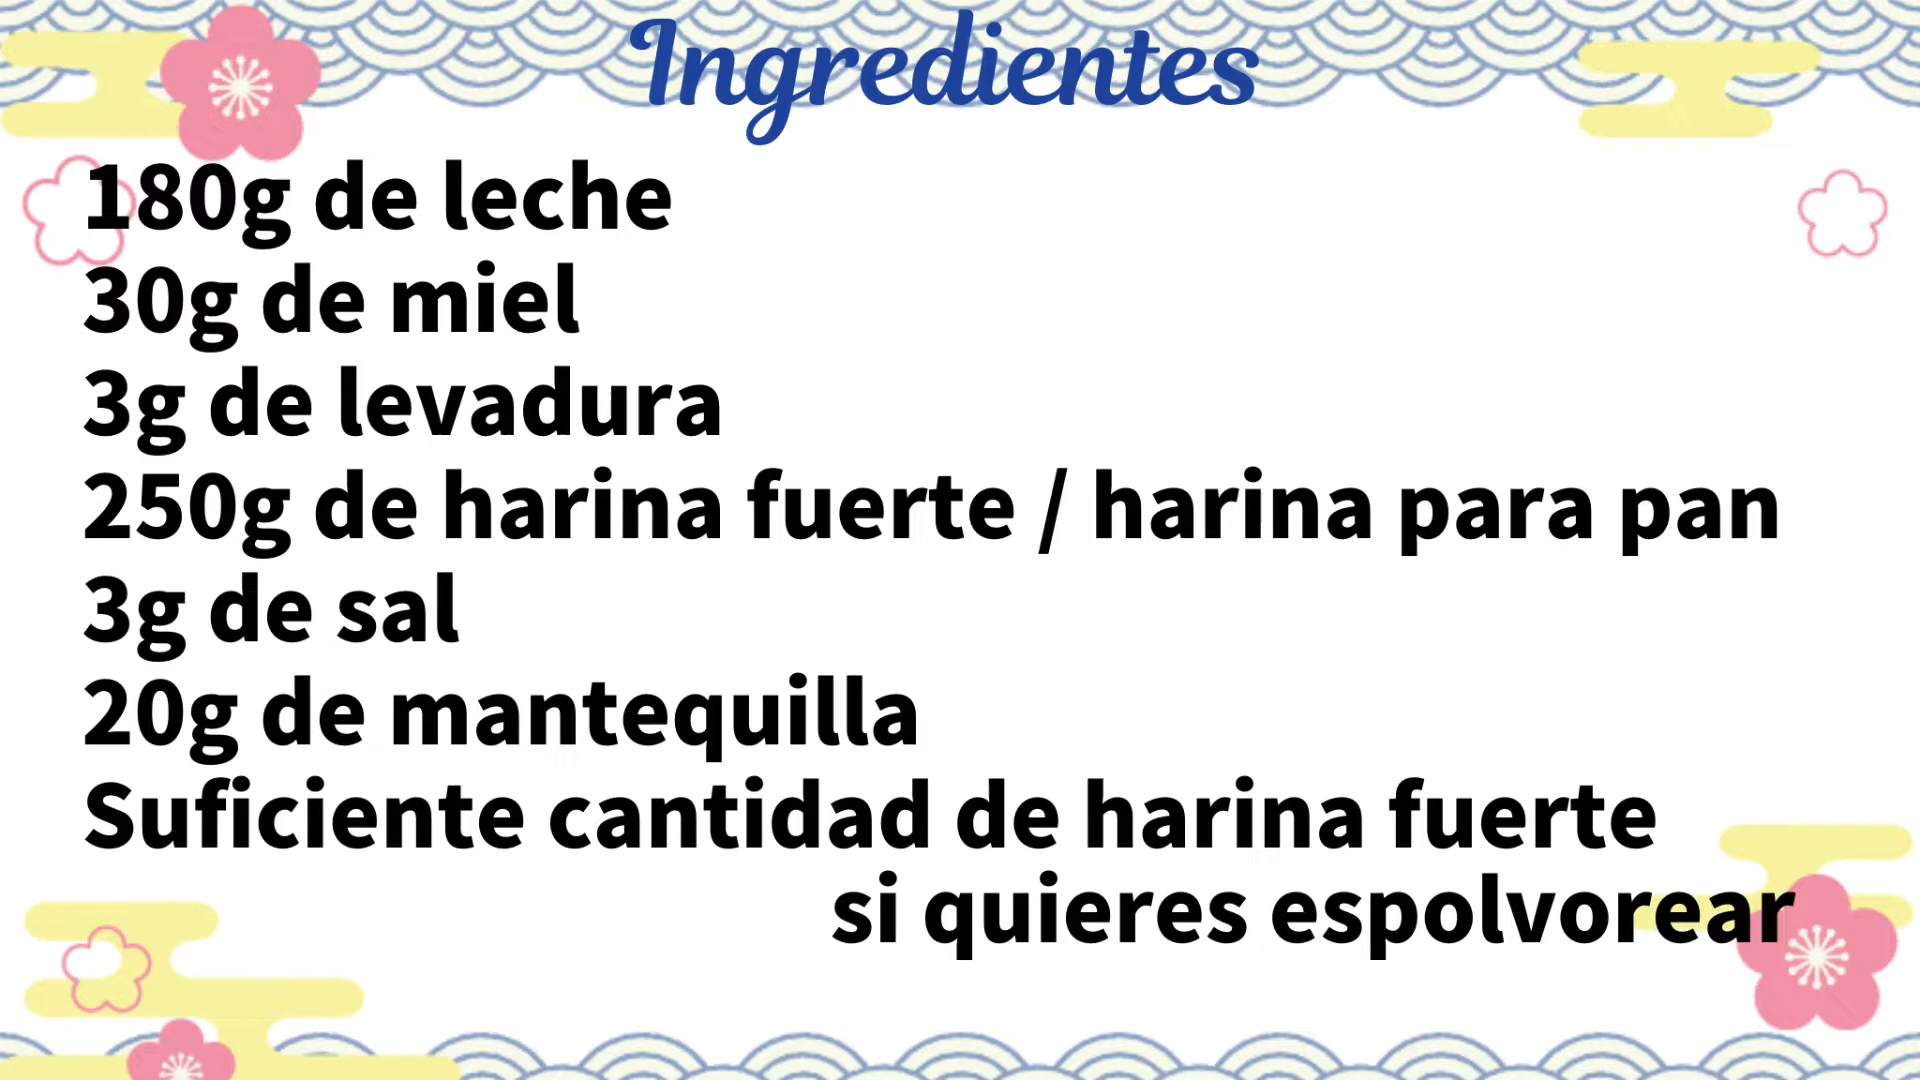 Ingredientes
180g de leche
30g de miel
3g de levadura
250g de harina fuerte / harina para pan
3g de sal
20g de mantequilla
Suficiente cantidad de harina fuerte
si quieres espolvorear